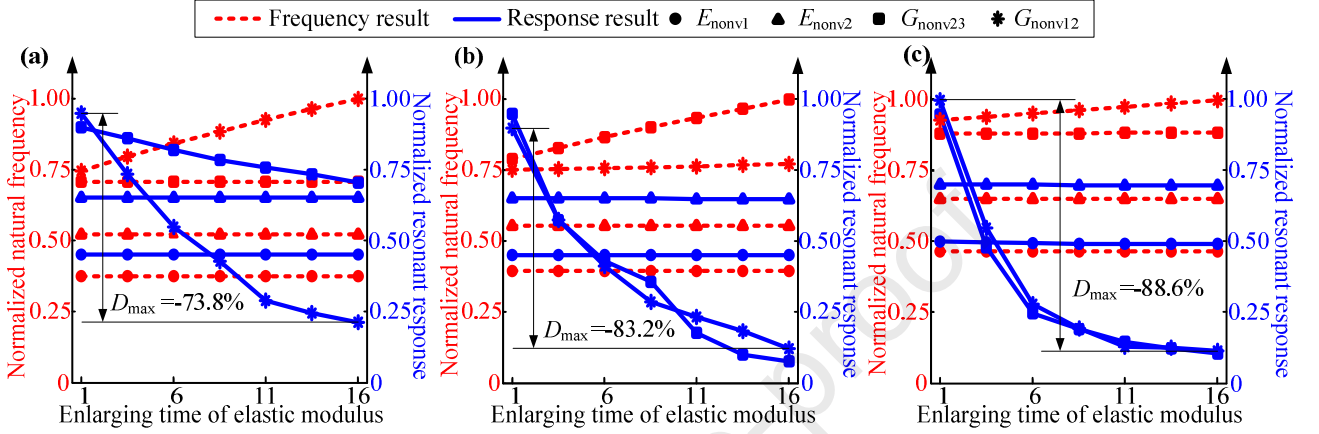 Frequency result Response result E_nonv1 E_nonv2 G_nonv23 G_nonv12
(a)
Normalized natural frequency
1.00
0.75
0.50
0.25
0
1.00
0.75
0.50
0.25
0
Normalized resonant response
D_max=-73.8%
1 6 11 16
Enlarging time of elastic modulus
(b)
Normalized natural frequency
1.00
0.75
0.50
0.25
0
1.00
0.75
0.50
0.25
0
Normalized resonant response
D_max=-83.2%
1 6 11 16
Enlarging time of elastic modulus
(c)
Normalized natural frequency
1.00
0.75
0.50
0.25
0
1.00
0.75
0.50
0.25
0
Normalized resonant response
D_max=-88.6%
1 6 11 16
Enlarging time of elastic modulus